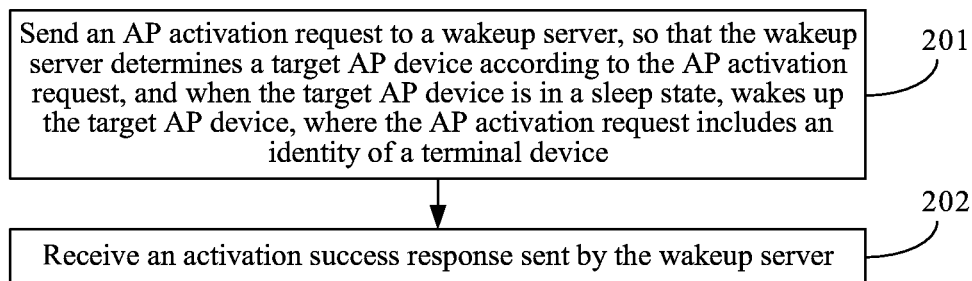 Send an AP activation request to a wakeup server, so that the wakeup
server determines a target AP device according to the AP activation
request, and when the target AP device is in a sleep state, wakes up
the target AP device, where the AP activation request includes an
identity of a terminal device
201
202
Receive an activation success response sent by the wakeup server